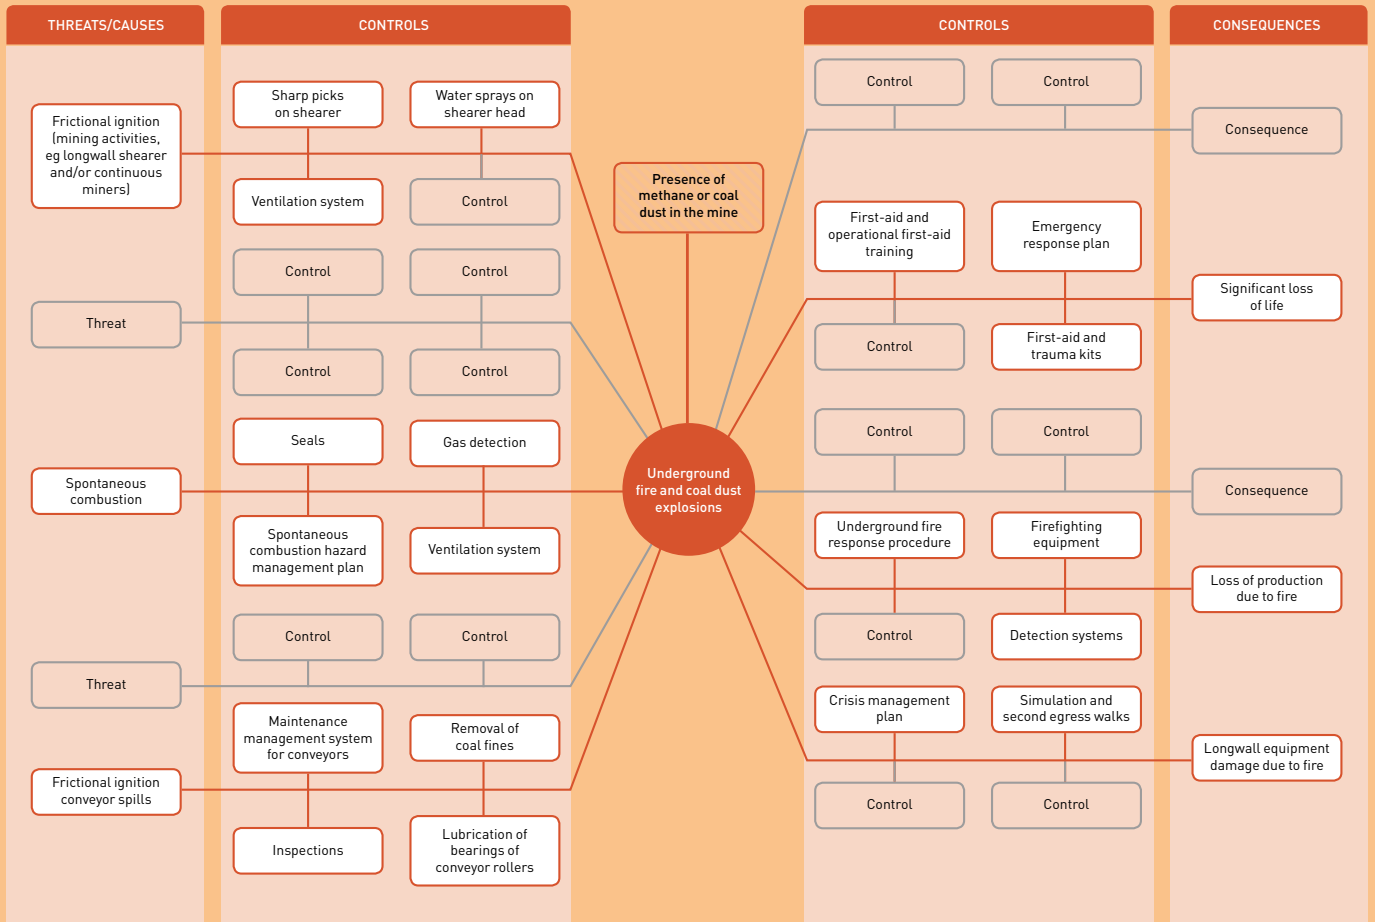 THREATS/CAUSES
CONTROLS
CONTROLS
CONSEQUENCES
Frictional ignition
(mining activities,
eg longwall shearer
and/or continuous
miners)
Sharp picks
on shearer
Water sprays on
shearer head
Ventilation system
Control
Threat
Control
Control
Control
Control
Spontaneous
combustion
Seals
Gas detection
Spontaneous
combustion hazard
management plan
Ventilation system
Threat
Control
Control
Frictional ignition
conveyor spills
Maintenance
management system
for conveyors
Removal of
coal fines
Inspections
Lubrication of
bearings of
conveyor rollers
Presence of
methane or coal
dust in the mine
Underground
fire and coal dust
explosions
Control
Control
Consequence
First-aid and
operational first-aid
training
Emergency
response plan
Control
First-aid and
trauma kits
Significant loss
of life
Control
Control
Consequence
Underground fire
response procedure
Firefighting
equipment
Control
Detection systems
Loss of production
due to fire
Crisis management
plan
Simulation and
second egress walks
Control
Control
Longwall equipment
damage due to fire